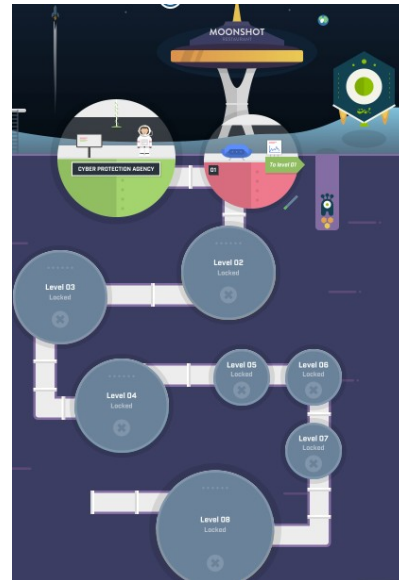 MOONSHOT
RESTAURANT
CYBER PROTECTION AGENCY
01
To level 01
Level 02
Locked
Level 03
Locked
Level 05
Locked
Level 06
Locked
Level 04
Locked
Level 07
Locked
Level 08
Locked